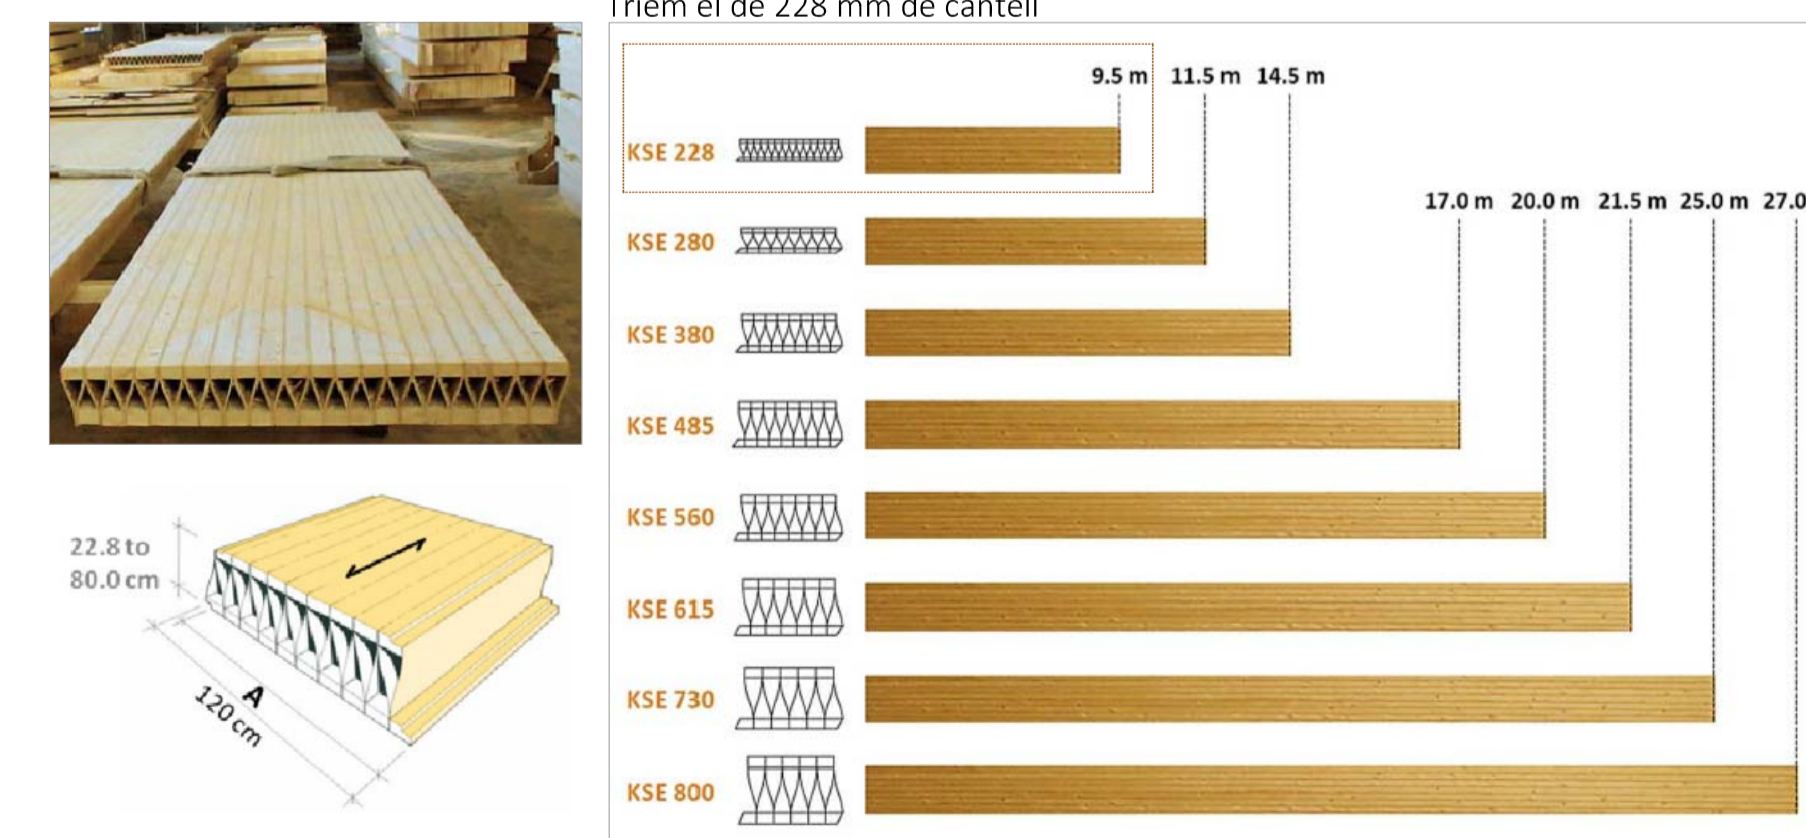 Triem el de 228 mm de cantell
9.5 m 11.5 m 14.5 m
KSE 228
17.0 m 20.0 m 21.5 m 25.0 m 27.0
KSE 280
KSE 380
KSE 485
KSE 560
KSE 615
KSE 730
KSE 800
22.8 to
80.0 cm
A
120 cm